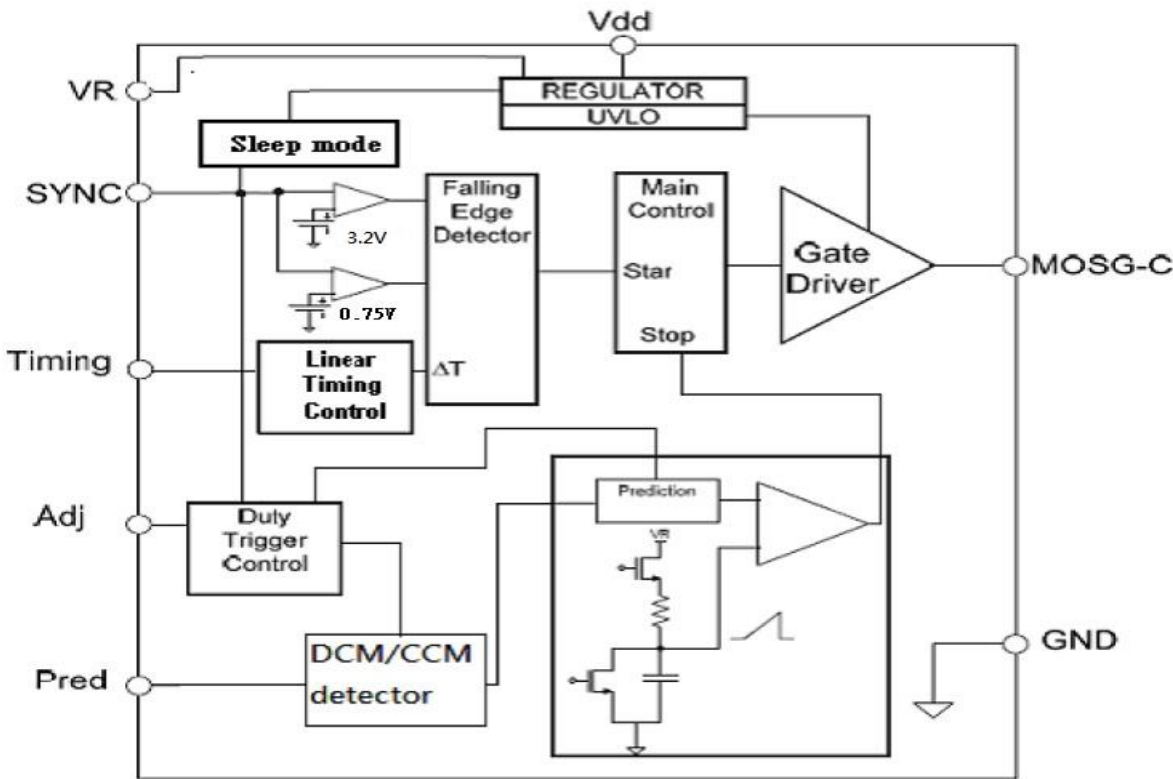 Vdd
VR
REGULATOR
UVLO
Sleep mode
SYNC
3.2V
0.75V
Falling
Edge
Detector
ΔT
Main
Control
Star
Stop
Gate
Driver
MOSG-C
Timing
Linear
Timing
Control
Adj
Duty
Trigger
Control
Prediction
VR
Pred
DCM/CCM
detector
GND